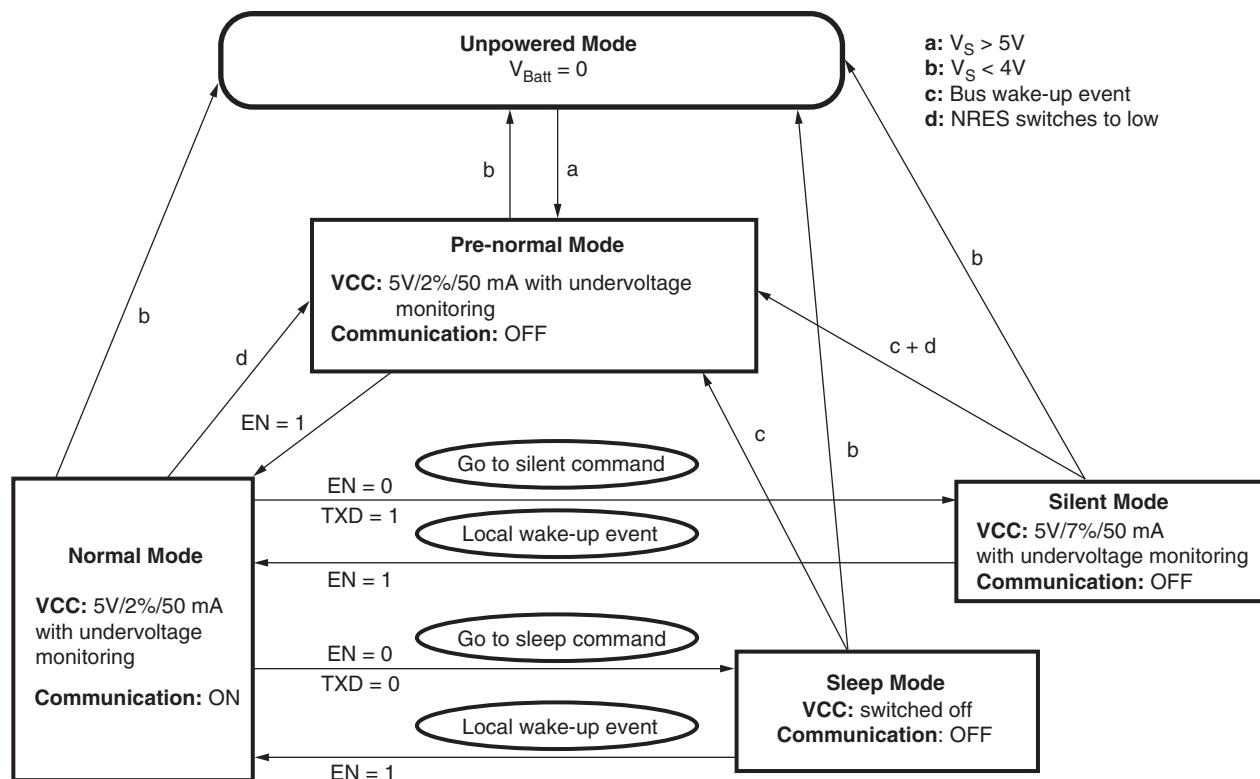 Unpowered Mode
V_Batt = 0
a: V_S > 5V
b: V_S < 4V
c: Bus wake-up event
d: NRES switches to low
b
a
Pre-normal Mode
VCC: 5V/2%/50 mA with undervoltage
monitoring
Communication: OFF
b
b
d
c + d
EN = 1
c
b
Go to silent command
EN = 0
TXD = 1
Local wake-up event
EN = 1
Silent Mode
VCC: 5V/7%/50 mA
with undervoltage monitoring
Communication: OFF
Normal Mode
VCC: 5V/2%/50 mA
with undervoltage
monitoring
Communication: ON
Go to sleep command
EN = 0
TXD = 0
Local wake-up event
EN = 1
Sleep Mode
VCC: switched off
Communication: OFF